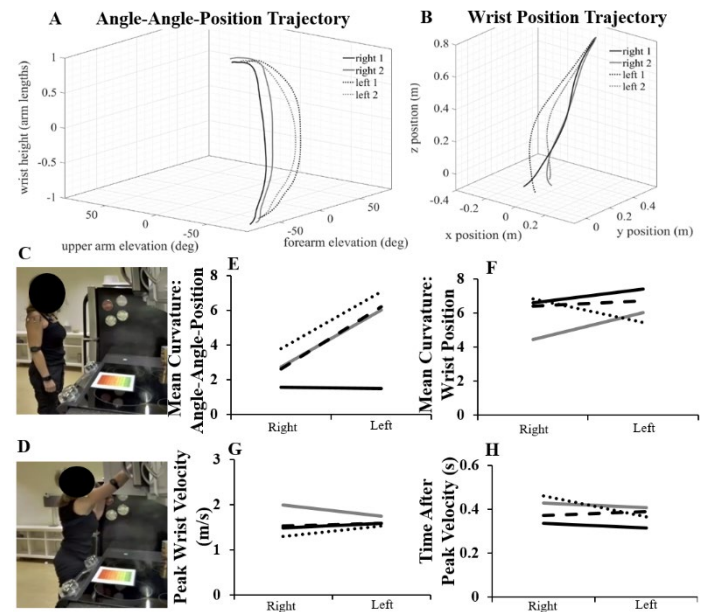 A Angle-Angle-Position Trajectory
B Wrist Position Trajectory
1
0.5
0
-0.5
-1
wrist height (arm lengths)
50
0
-50
upper arm elevation (deg)
-50
0
50
forearm elevation (deg)
right 1
right 2
left 1
left 2
0.8
0.6
0.4
0.2
0
z position (m)
-0.4
-0.2
0
0.2
x position (m)
0
0.2
0.4
y position (m)
right 1
right 2
left 1
left 2
C
E
Mean Curvature:
Angle-Angle-Position
8
6
4
2
0
Right
Left
F
Mean Curvature:
Wrist Position
8
6
4
2
0
Right
Left
D
G
Peak Wrist Velocity
(m/s)
3
2
1
0
Right
Left
H
Time After
Peak Velocity (s)
0.6
0.4
0.2
0
Right
Left